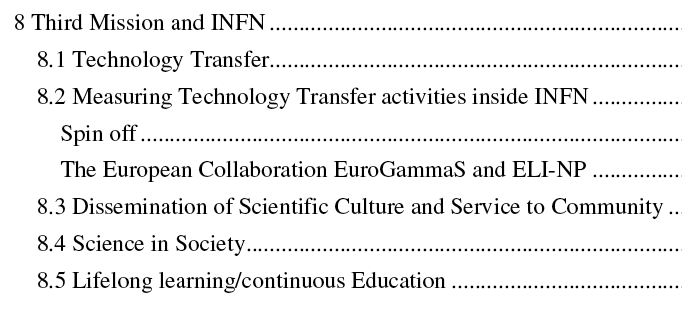 8 Third Mission and INFN ........................................................................
8.1 Technology Transfer........................................................................
8.2 Measuring Technology Transfer activities inside INFN ...............
Spin off .............................................................................................
The European Collaboration EuroGammaS and ELI-NP ...............
8.3 Dissemination of Scientific Culture and Service to Community ..
8.4 Science in Society..........................................................................
8.5 Lifelong learning/continuous Education .......................................